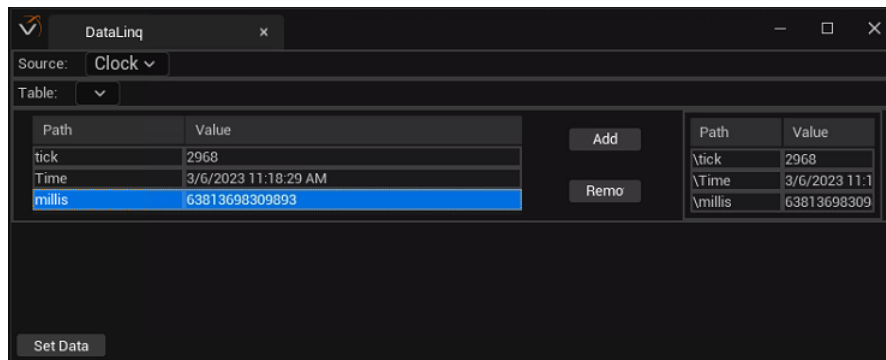 DataLinq ×
Source: Clock
Table:
Path Value
tick 2968
Time 3/6/2023 11:18:29 AM
millis 63813698309893
Add
Remo
Path Value
\tick 2968
\Time 3/6/2023 11:1
\millis 63813698309
Set Data